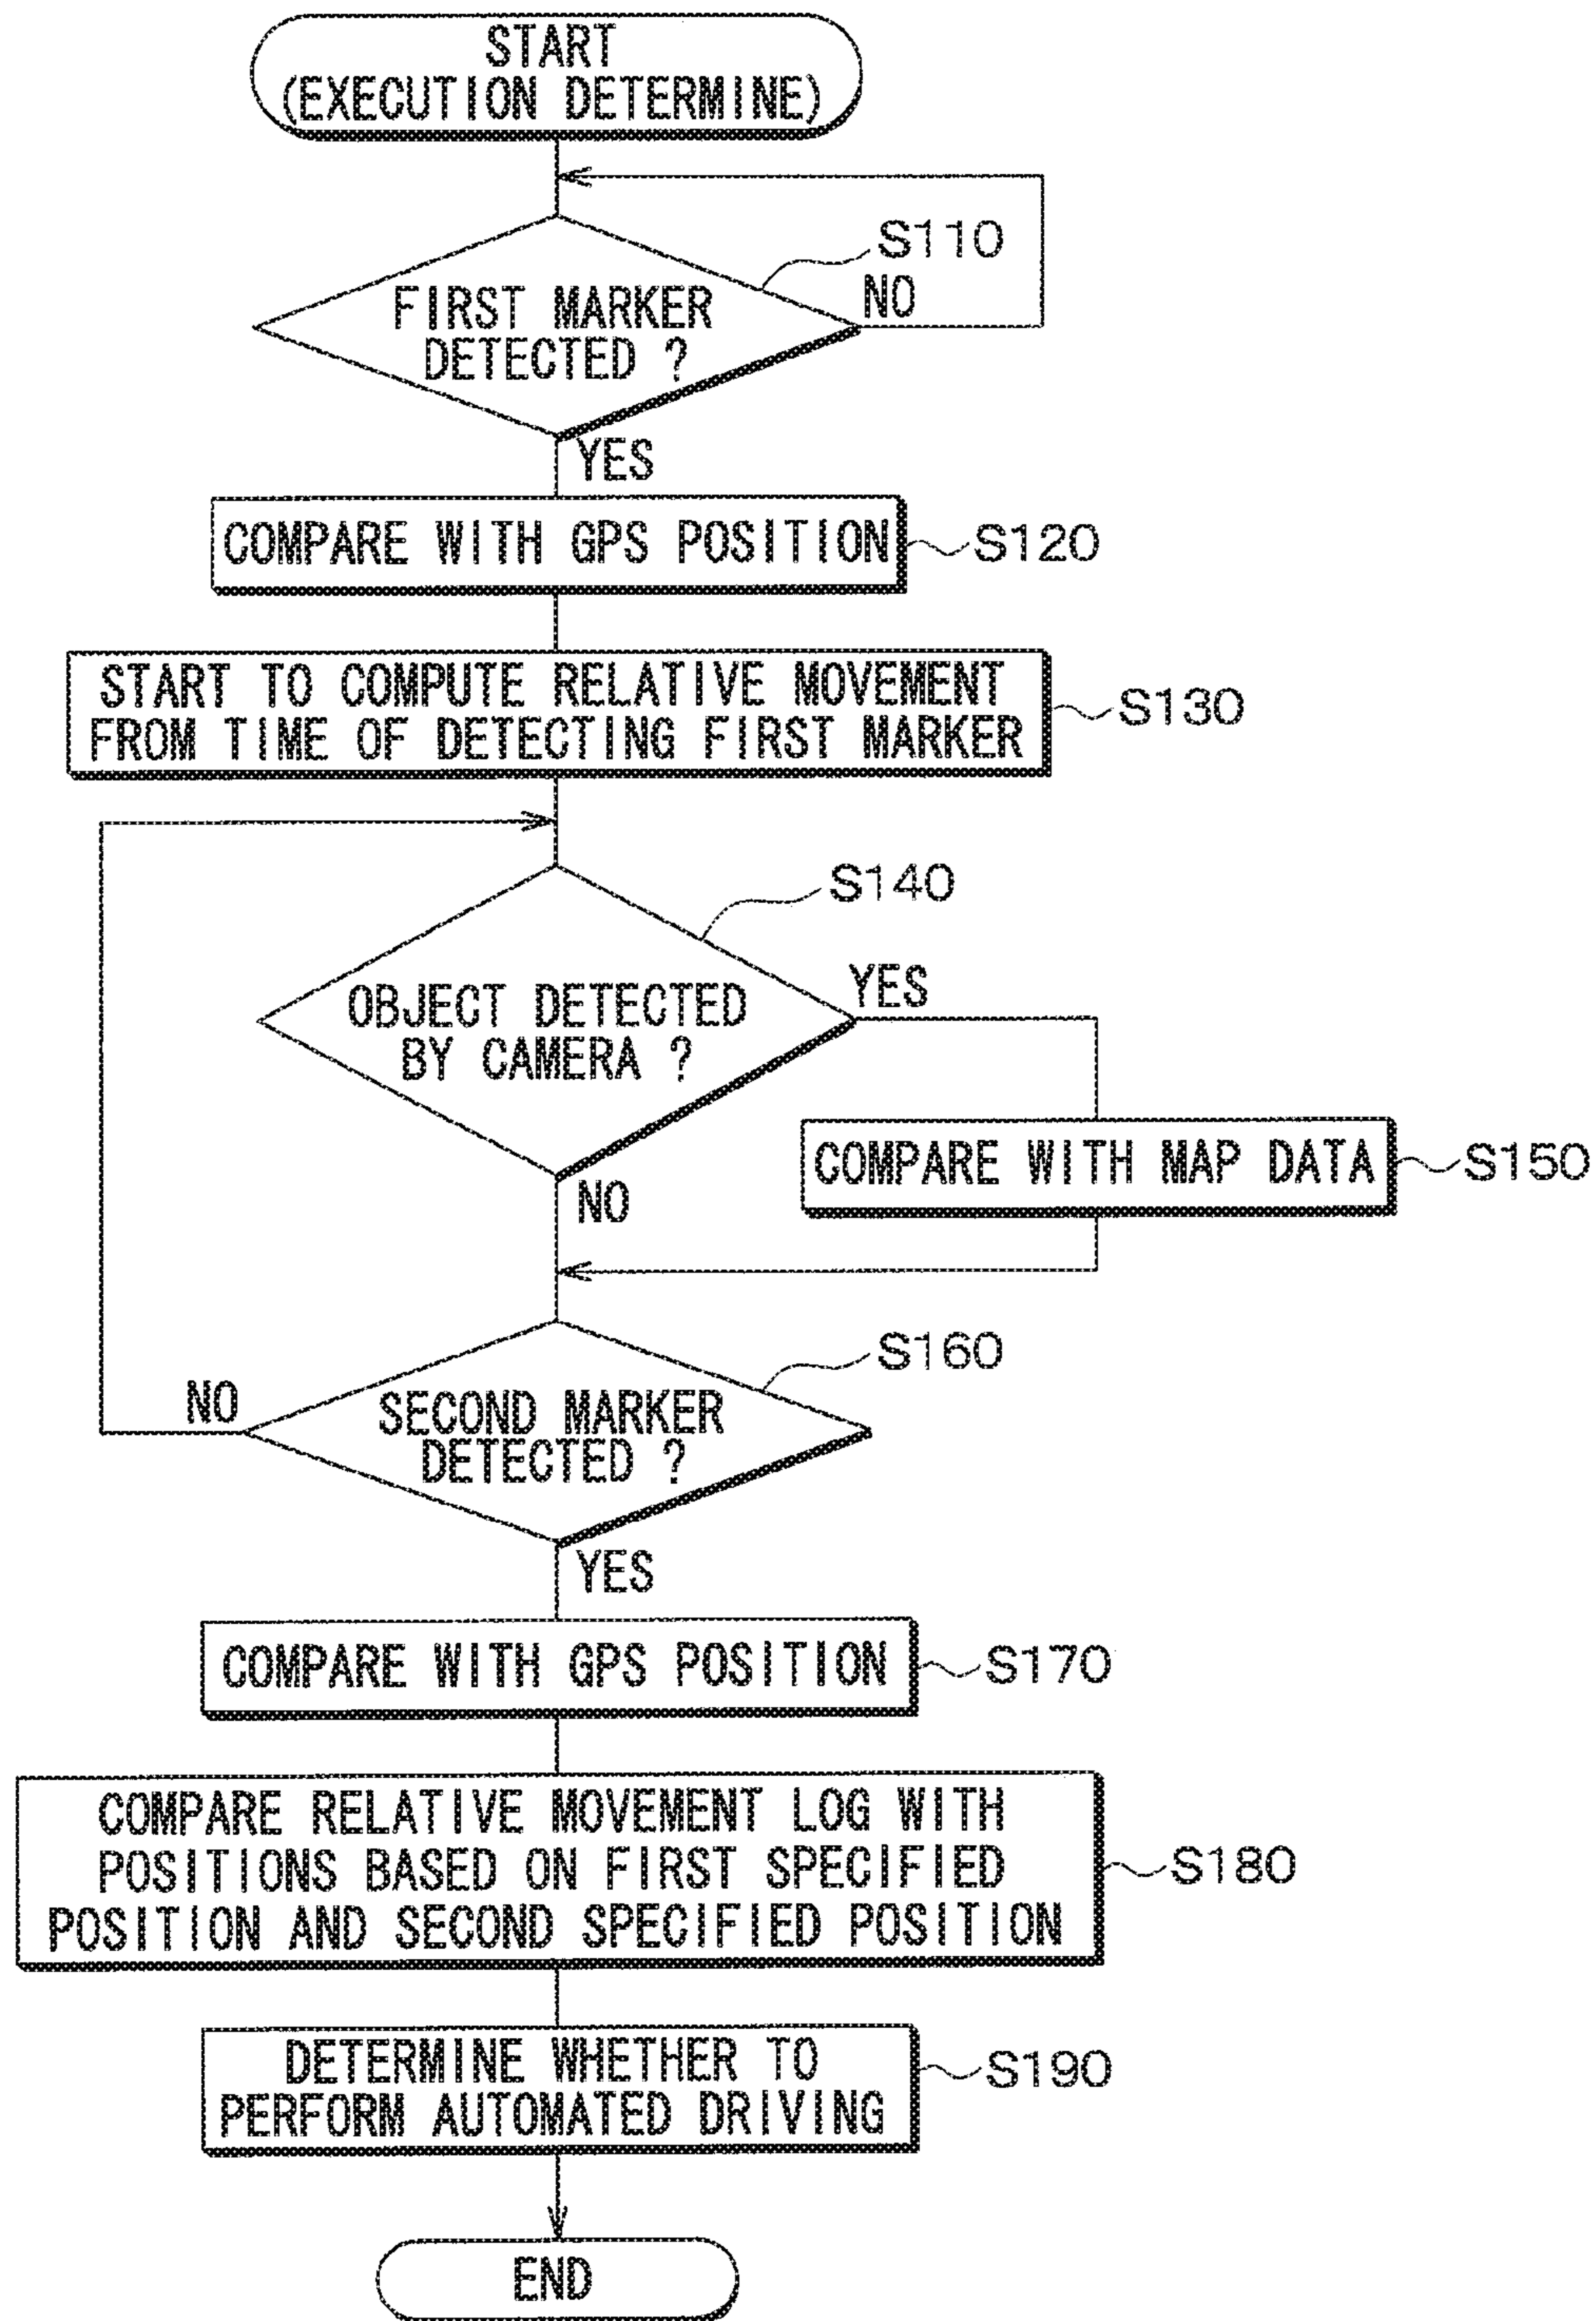 START
(EXECUTION DETERMINE)
S110
NO
FIRST MARKER
DETECTED ?
YES
COMPARE WITH GPS POSITION
S120
START TO COMPUTE RELATIVE MOVEMENT
FROM TIME OF DETECTING FIRST MARKER
S130
S140
YES
OBJECT DETECTED
BY CAMERA ?
COMPARE WITH MAP DATA
S150
NO
S160
NO
SECOND MARKER
DETECTED ?
YES
COMPARE WITH GPS POSITION
S170
COMPARE RELATIVE MOVEMENT LOG WITH
POSITIONS BASED ON FIRST SPECIFIED
POSITION AND SECOND SPECIFIED POSITION
S180
DETERMINE WHETHER TO
PERFORM AUTOMATED DRIVING
S190
END